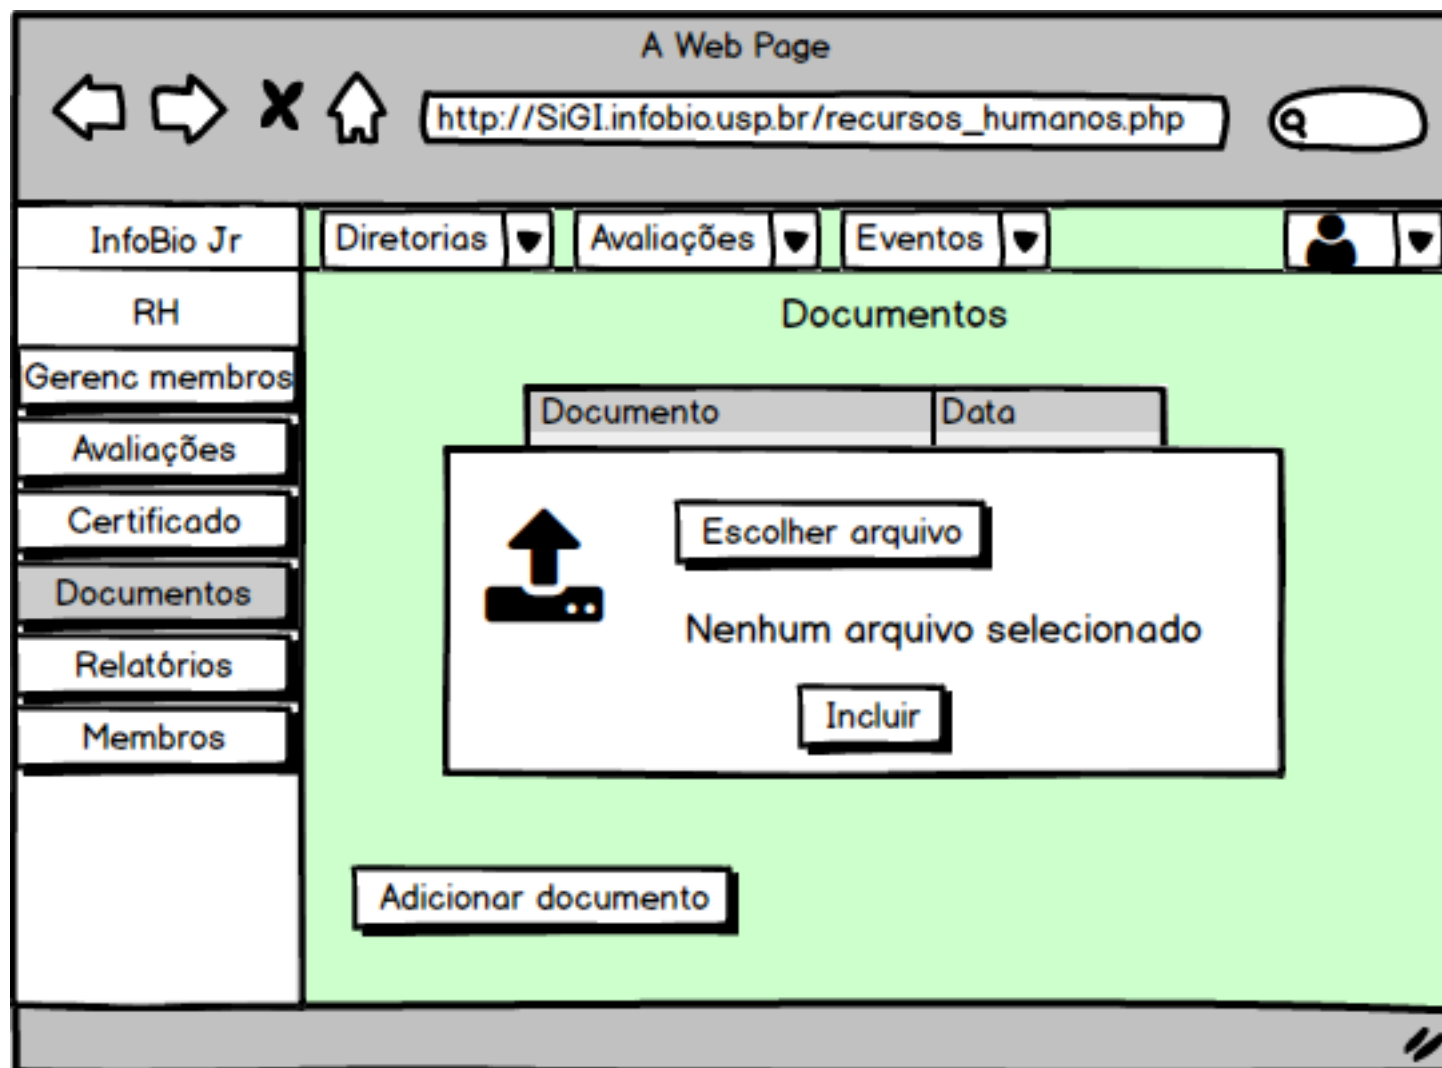 A Web Page
http://SiGI.infobio.usp.br/recursos_humanos.php
InfoBio Jr
Diretorias
Avaliações
Eventos
RH
Gerenc membros
Avaliações
Certificado
Documentos
Relatórios
Membros
Documentos
Documento
Data
Escolher arquivo
Nenhum arquivo selecionado
Incluir
Adicionar documento